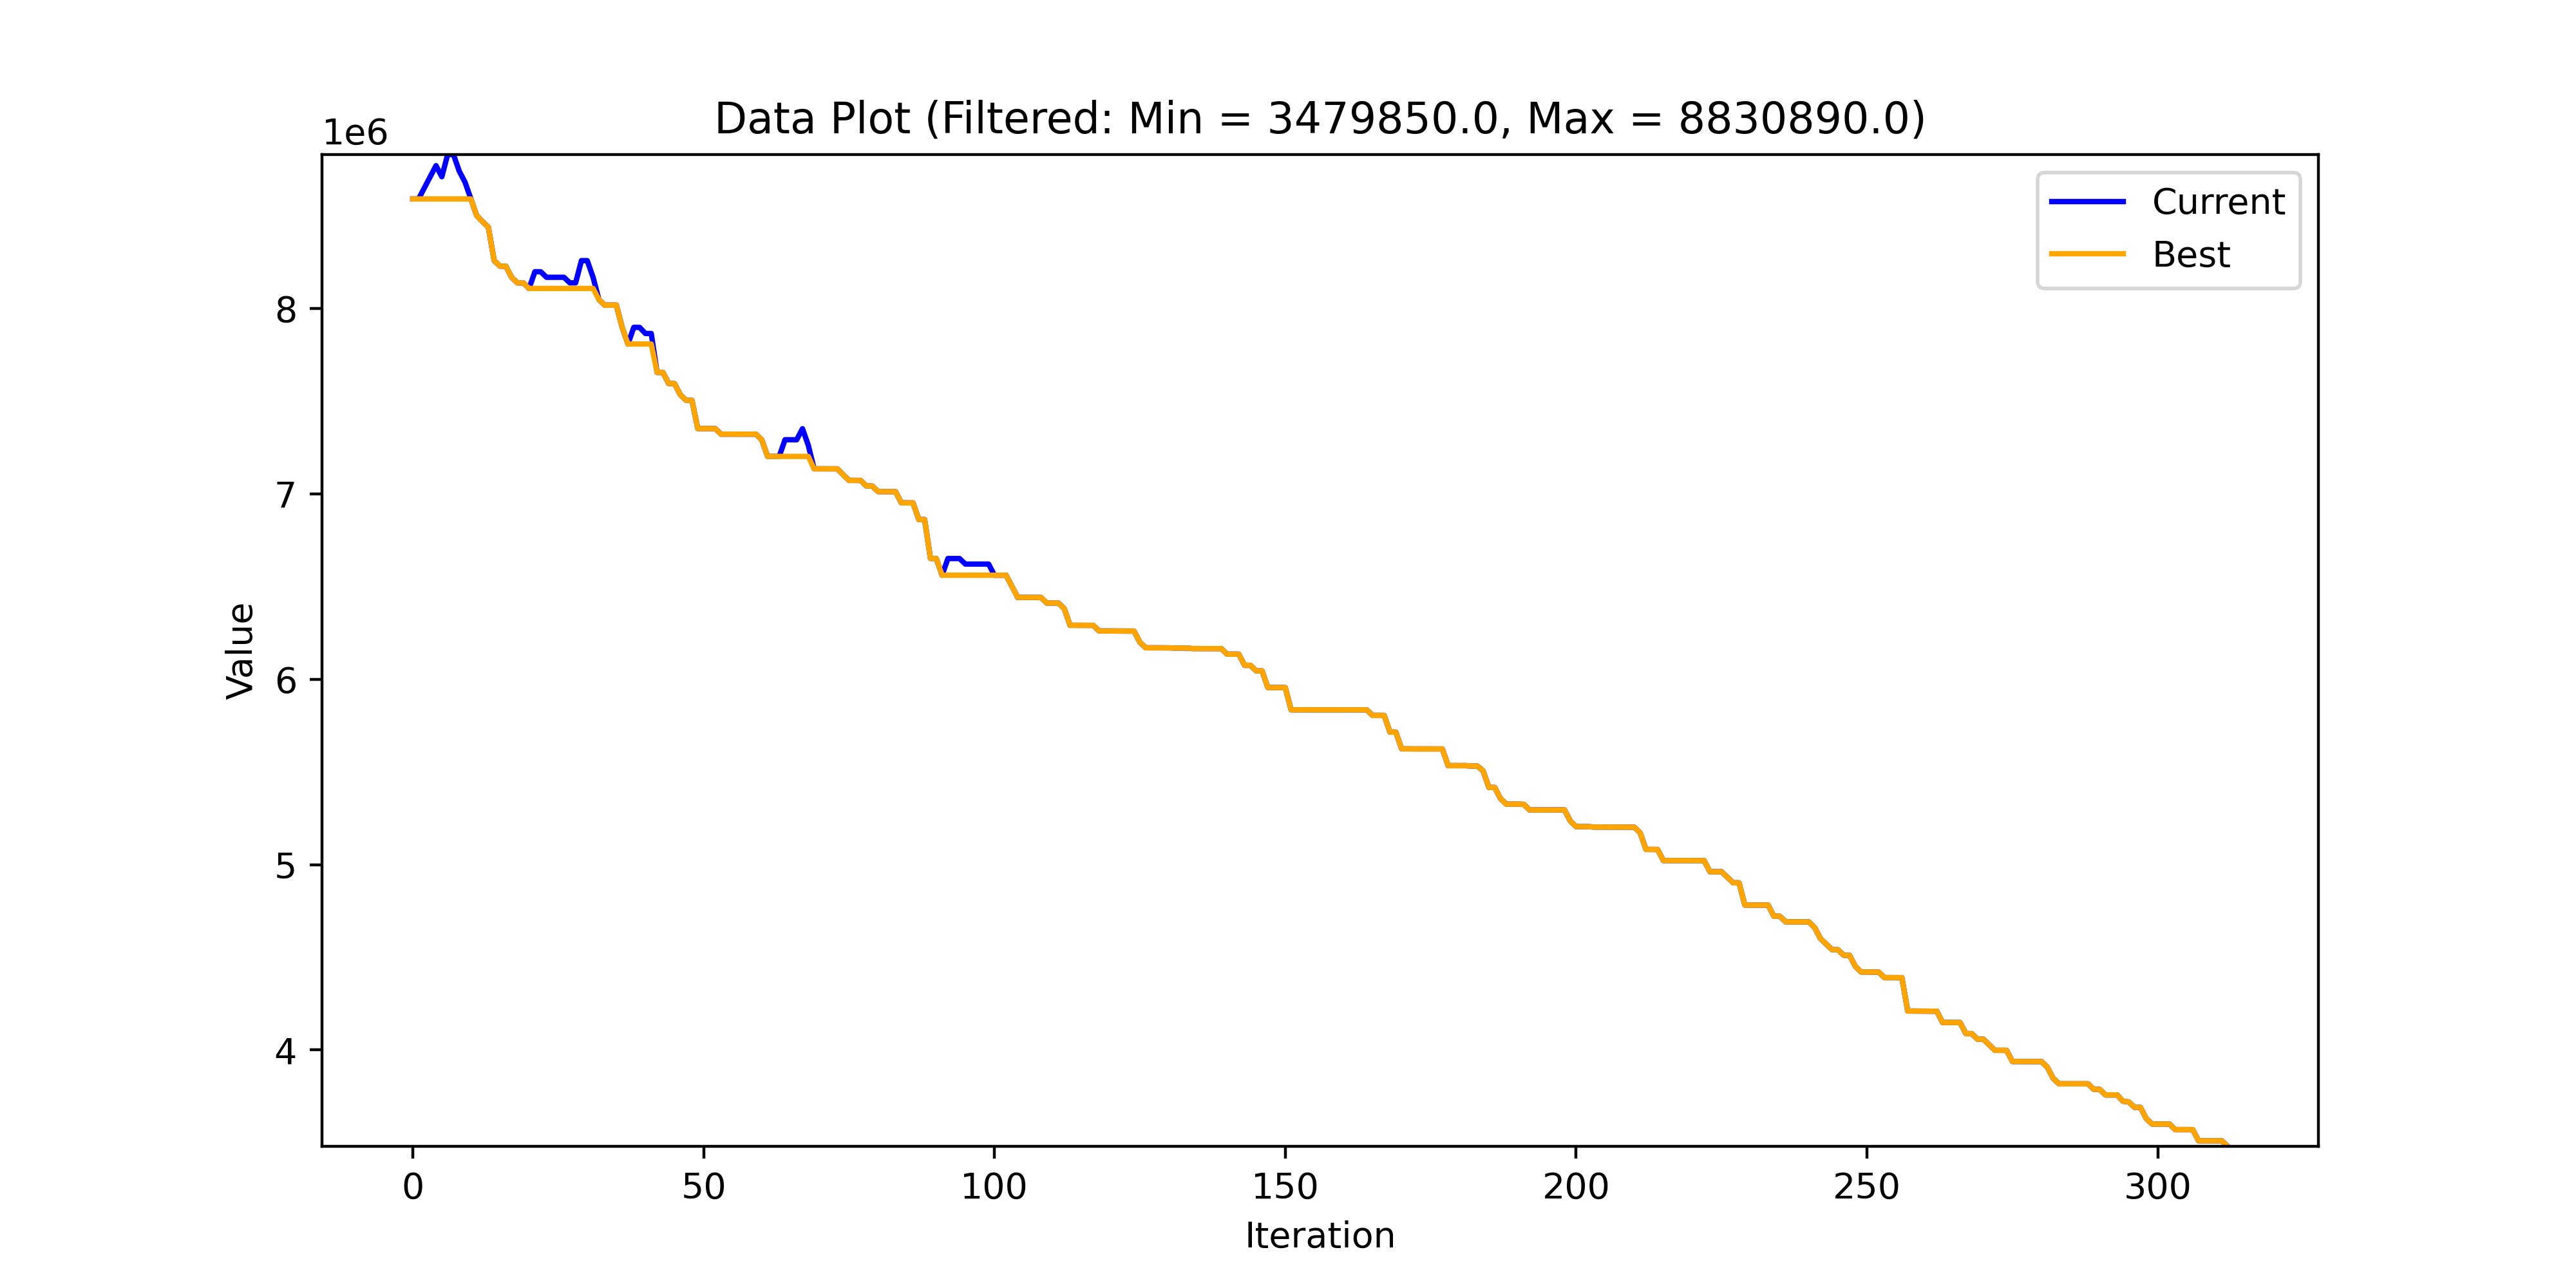 Data Plot (Filtered: Min = 3479850.0, Max = 8830890.0)
1e6
Current
Best
8
7
6
5
4
Value
0 50 100 150 200 250 300
Iteration